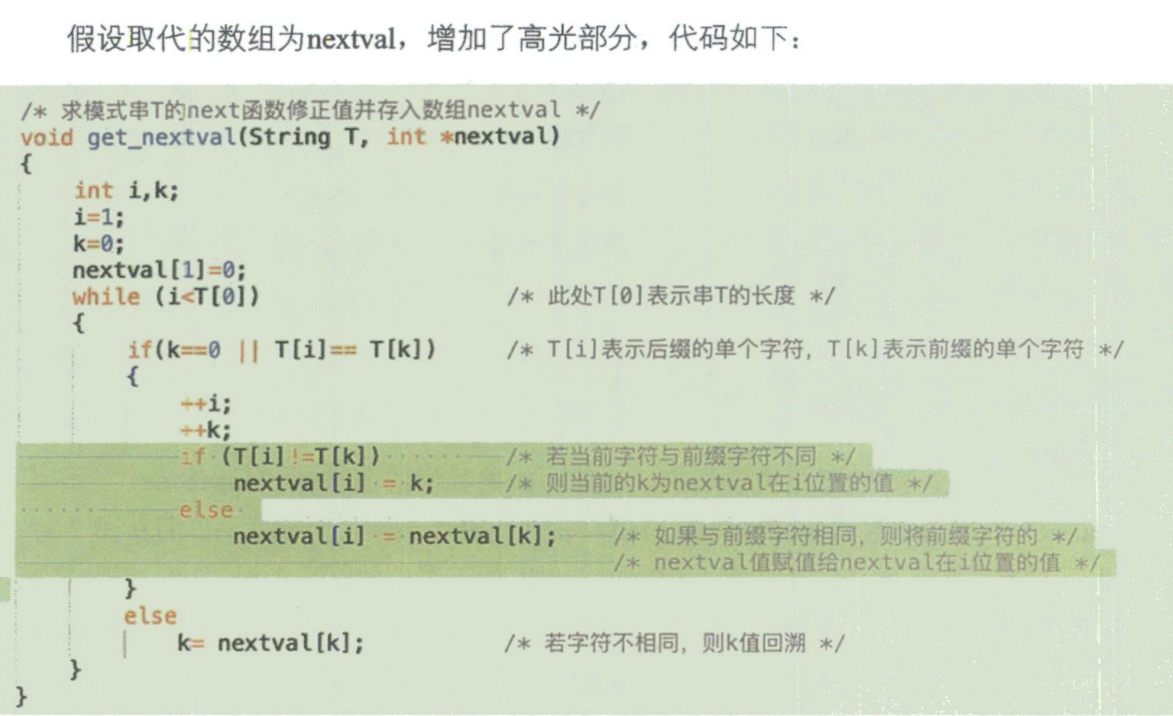 假设取代的数组为nextval，增加了高光部分，代码如下：
/* 求模式串T的next函数修正值并存入数组nextval */
void get_nextval(String T, int *nextval)
{
    int i,k;
    i=1;
    k=0;
    nextval[1]=0;
    while (i<T[0])    /* 此处T[0]表示串T的长度 */
    {
        if(k==0 || T[i]== T[k])    /* T[i]表示后缀的单个字符，T[k]表示前缀的单个字符 */
        {
            ++i;
            ++k;
            if (T[i]!=T[k])    /* 若当前字符与前缀字符不同 */
                nextval[i] = k;    /* 则当前的k为nextval在i位置的值 */
            else
                nextval[i] = nextval[k];    /* 如果与前缀字符相同，则将前缀字符的 */
                /* nextval值赋值给nextval在i位置的值 */
        }
        else
            k= nextval[k];    /* 若字符不相同，则k值回溯 */
    }
}